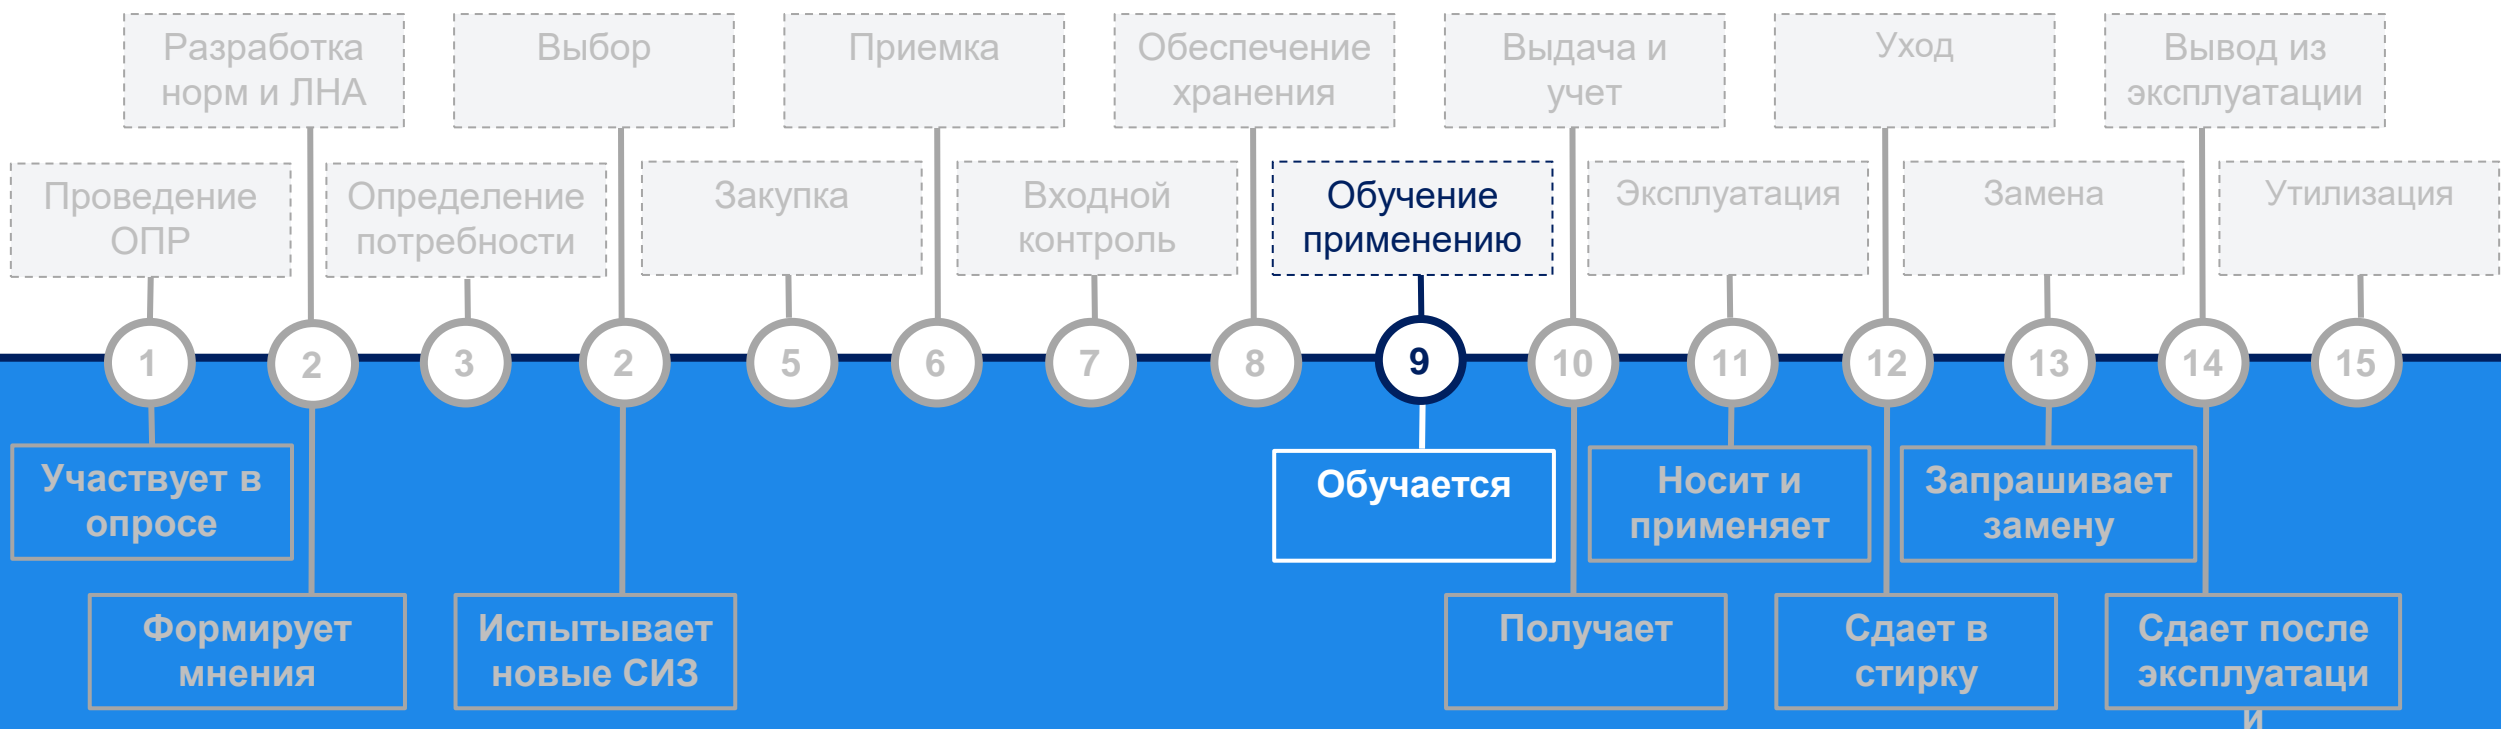 Разработка
норм и ЛНА
Выбор
Приемка
Обеспечение
хранения
Выдача и
учет
Уход
Вывод из
эксплуатации
Проведение
ОПР
Определение
потребности
Закупка
Входной
контроль
Обучение
применению
Эксплуатация
Замена
Утилизация
1
2
3
2
5
6
7
8
9
10
11
12
13
14
15
Участвует в
опросе
Обучается
Носит и
применяет
Запрашивает
замену
Формирует
мнения
Испытывает
новые СИЗ
Получает
Сдает в
стирку
Сдает после
эксплуатаци
и